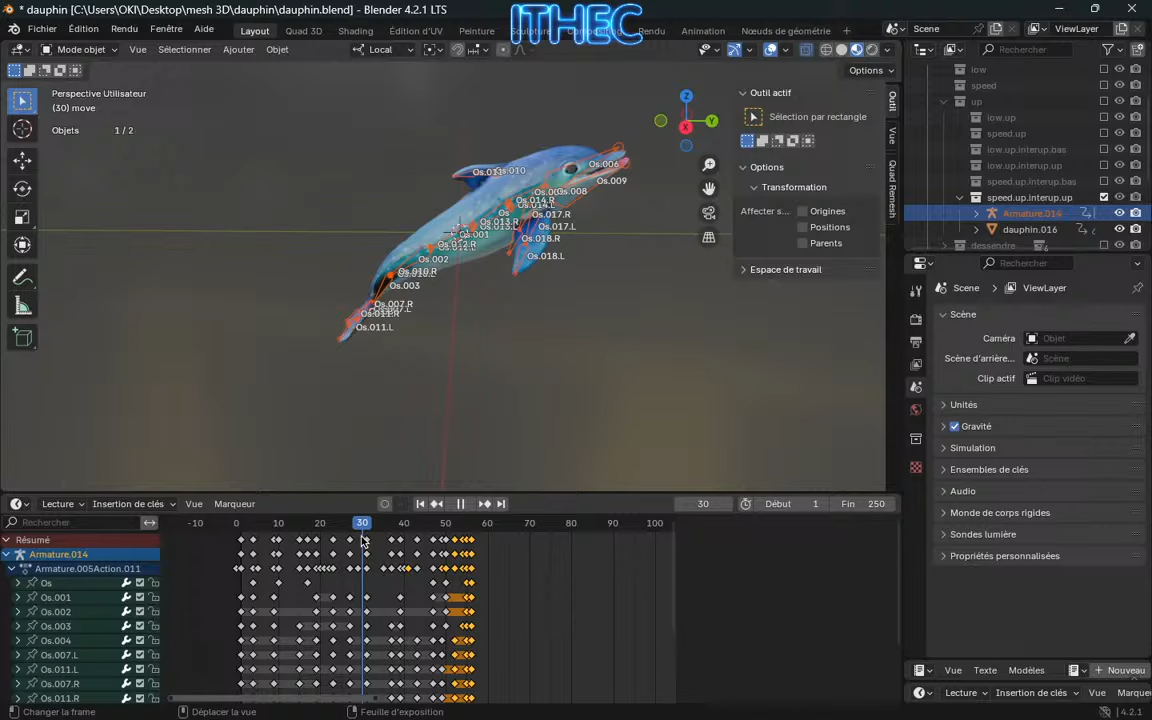 * dauphin [C:\Users\OKI\Desktop\mesh 3D\dauphin\dauphin.blend] - Blender 4.2.1 LTS
ITHEC
Fichier Édition Rendu Fenêtre Aide Layout Quad 3D Shading Édition d'UV Peinture Rendu Animation Nœuds de géométrie + Scene ViewLayer
Mode objet Vue Sélectionner Ajouter Objet Local Rechercher
Options
Perspective Utilisateur
(30) move
Objets 1 / 2
Z
Y
X
Os.010
Os.006
Os.009
Os.008
Os.014.R
Os.017.R
Os.017.L
Os.013.R
Os.001
Os.018.R
Os.012.R
Os.018.L
Os.002
Os.010.R
Os.003
Os.007.R
Os.011.R
Os.011.L
Outil actif
Sélection par rectangle
Options
Transformation
Affecter s... Origines
Positions
Parents
Espace de travail
Outil
Vue
Quad Remesh
low
speed
up
low.up
speed.up
low.up.interup.bas
low.up.interup.up
speed.up.interup.bas
speed.up.interup.up
Armature.014
dauphin.016
dessendre
Rechercher
Scene ViewLayer
Scène
Caméra Objet
Scène d'arrière... Scène
Clip actif Clip vidéo...
Unités
Gravité
Simulation
Ensembles de clés
Audio
Monde de corps rigides
Sondes lumière
Propriétés personnalisées
Lecture Insertion de clés Vue Marqueur 30 Début 1 Fin 250
Rechercher -10 0 10 20 30 40 50 60 70 80 90 100
Résumé
Armature.014
Armature.005Action.011
Os
Os.001
Os.002
Os.003
Os.004
Os.007.L
Os.011.L
Os.007.R
Os.011.R
Vue Texte Modèles + Nouveau
Lecture Insertion de clés Vue Marque
Changer la frame Déplacer la vue Feuille d'exposition 4.2.1